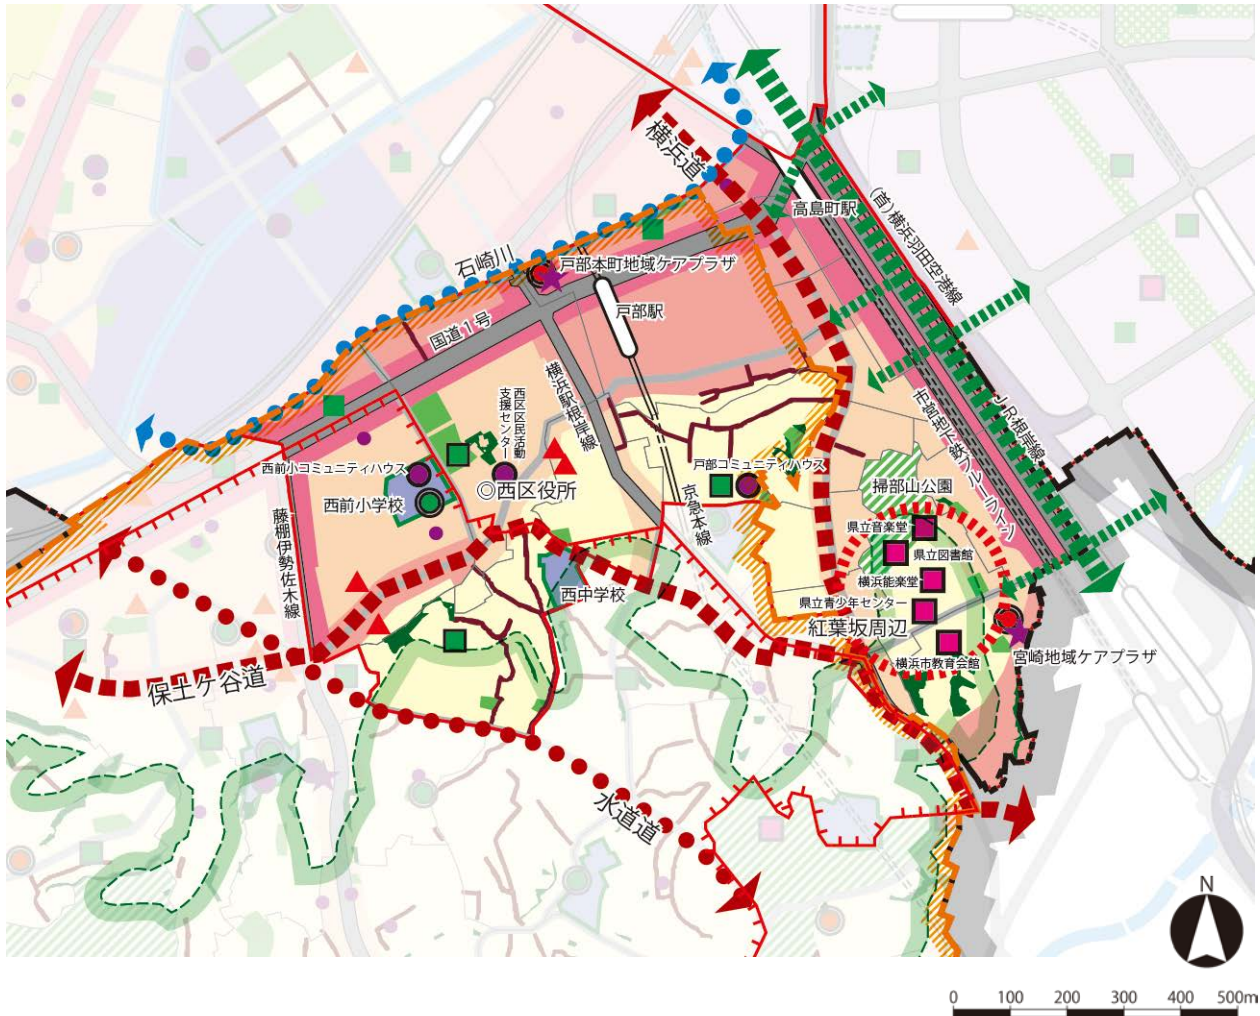 横浜道
高島町駅
(首)横浜羽田空港線
石崎川
戸部本町地域ケアプラザ
戸部駅
国道1号
横浜駅根岸線
西区区民活動
支援センター
市営地下鉄ブルーライン
JR根岸線
西前小コミュニティハウス
◎西区役所
戸部コミュニティハウス
掃部山公園
西前小学校
京急本線
県立音楽堂
県立図書館
藤棚伊勢佐木線
西中学校
横浜能楽堂
県立青少年センター
紅葉坂周辺
横浜市教育会館
宮崎地域ケアプラザ
保土ケ谷道
水道道
N
0 100 200 300 400 500m